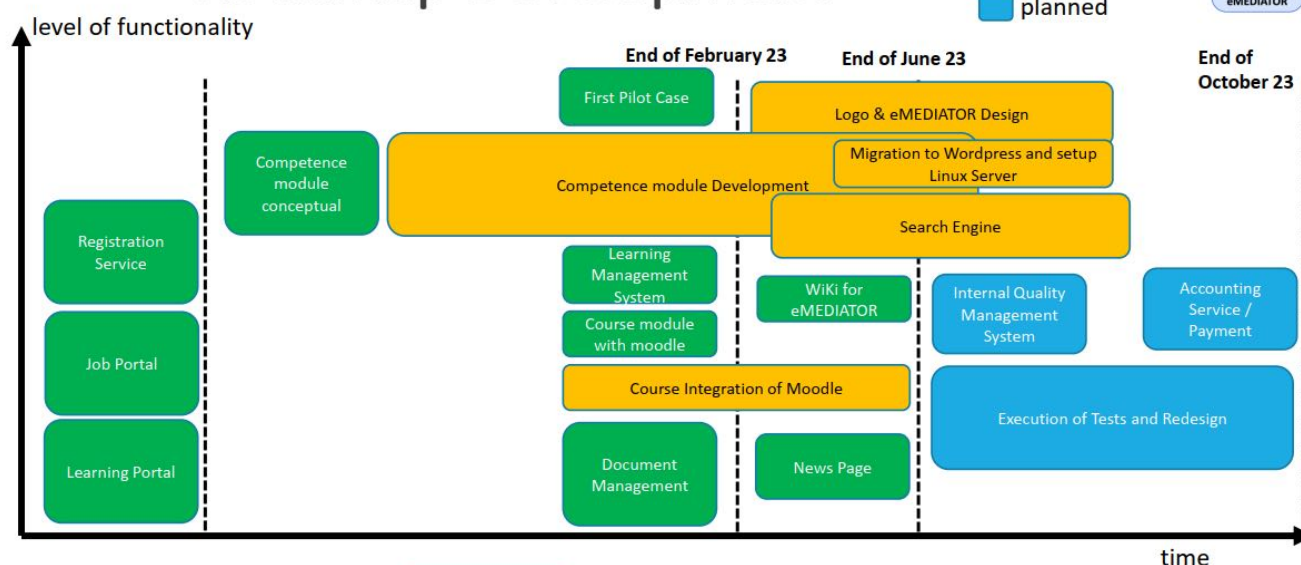 planned
eMEDIATOR
level of functionality
End of February 23
End of June 23
End of
October 23
First Pilot Case
Logo & eMEDIATOR Design
Competence
module
conceptual
Competence module Development
Migration to Wordpress and setup
Linux Server
Search Engine
Registration
Service
Learning
Management
System
WiKi for
eMEDIATOR
Internal Quality
Management
System
Accounting
Service /
Payment
Job Portal
Course module
with moodle
Course Integration of Moodle
Execution of Tests and Redesign
Learning Portal
Document
Management
News Page
time